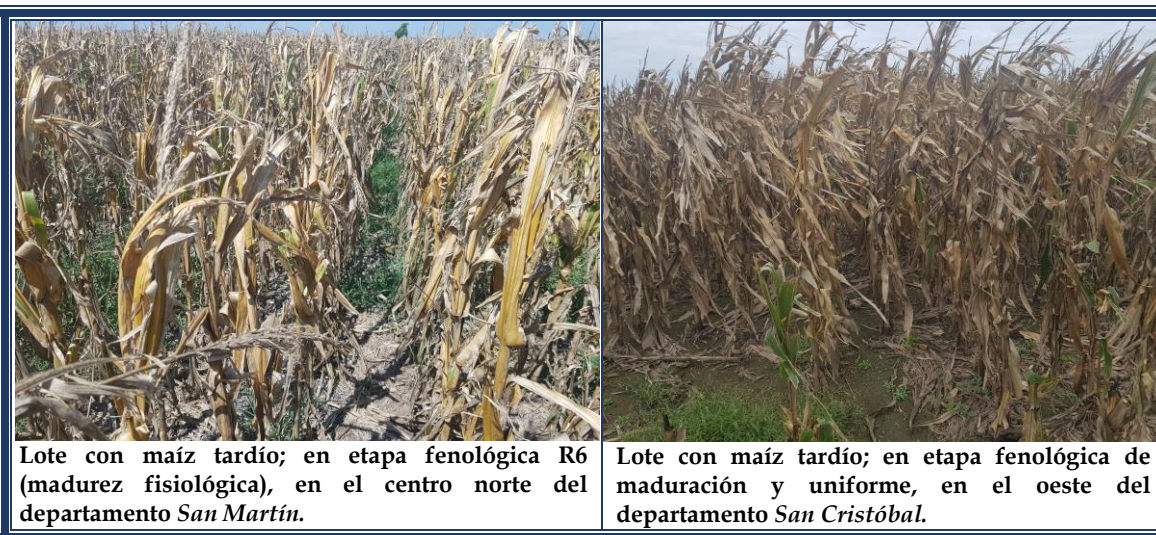 Lote con maíz tardío; en etapa fenológica R6
(madurez fisiológica), en el centro norte del
departamento San Martín.
Lote con maíz tardío; en etapa fenológica de
maduración y uniforme, en el oeste del
departamento San Cristóbal.